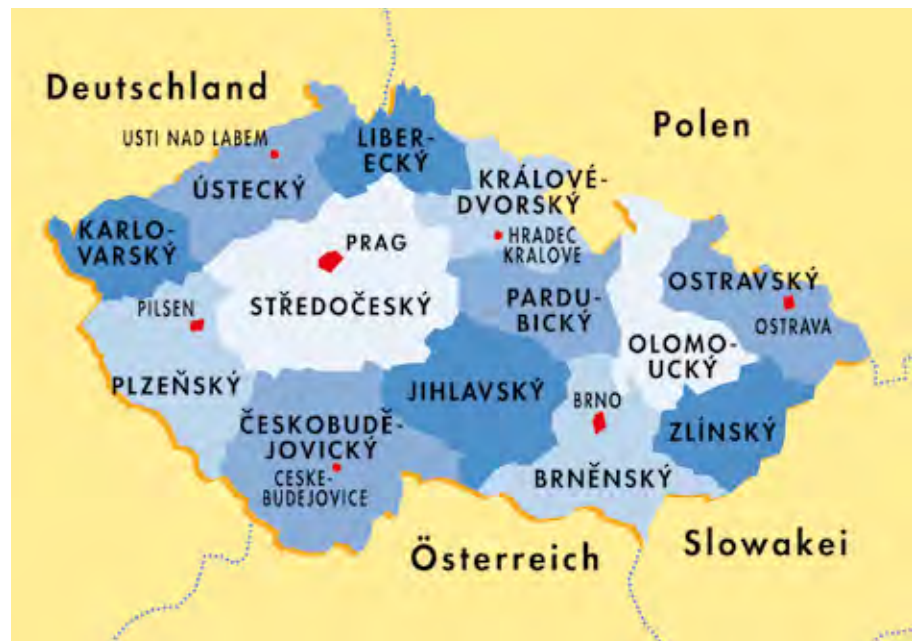 Deutschland
Polen
USTI NAD LABEM
LIBER-
ECKÝ
ÚSTECKÝ
KRÁLOVÉ-
DVORSKÝ
KARLO-
VARSKÝ
HRADEC
KRALOVE
PRAG
OSTRAVSKÝ
PILSEN
STŘEDOČESKÝ
PARDU-
BICKÝ
OSTRAVA
OLOMO-
UCKÝ
PLZEŇSKÝ
JIHLAVSKÝ
BRNO
ČESKOBUDĚ-
JOVICKÝ
ZLÍNSKÝ
CESKE-
BUDEJOVICE
BRNĚNSKÝ
Österreich
Slowakei